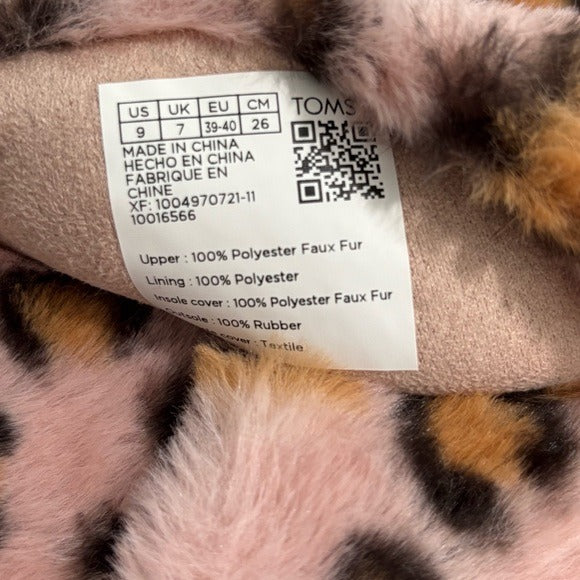 US UK EU CM TOMS
9 7 39-40 26
MADE IN CHINA
HECHO EN CHINA
FABRIQUE EN
CHINE
XF: 1004970721-11
10016566
Upper : 100% Polyester Faux Fur
Lining : 100% Polyester
Insole cover : 100% Polyester Faux Fur
Outsole : 100% Rubber
cover : Textile